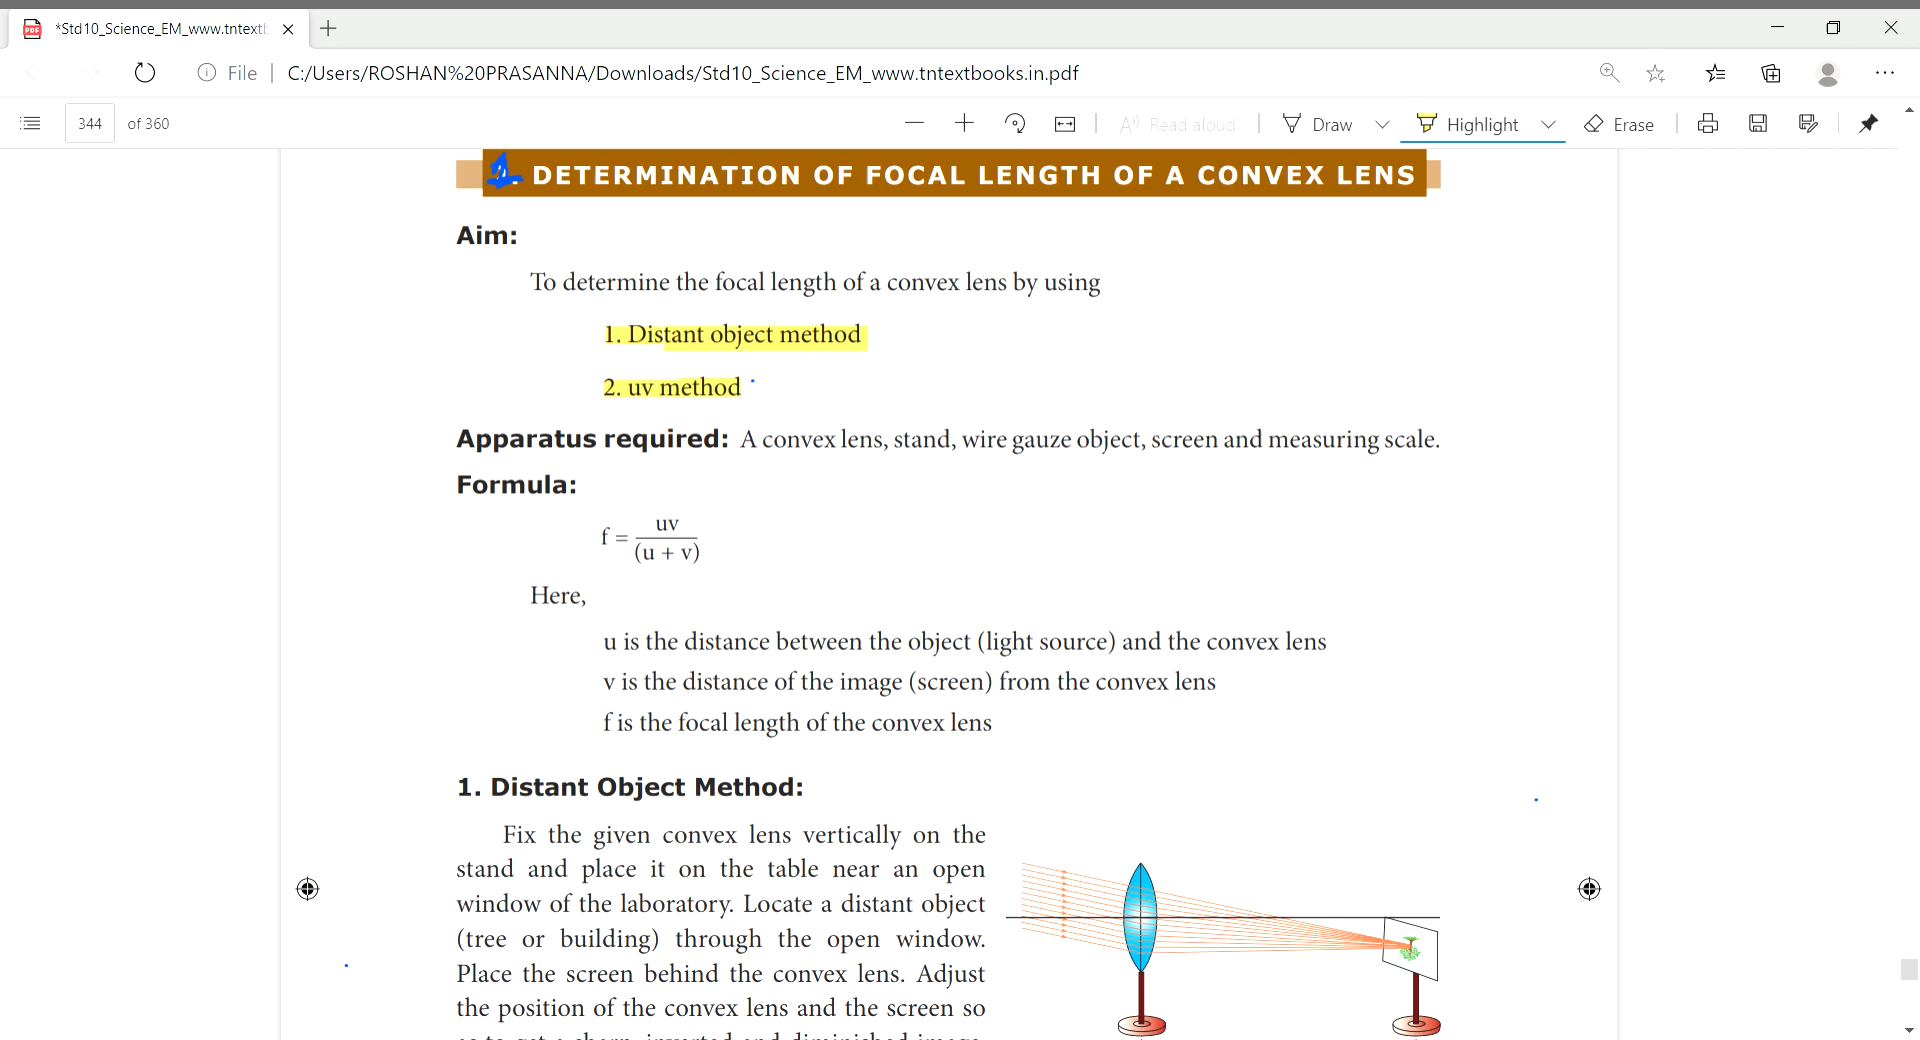 *Std10_Science_EM_www.tntext
File | C:/Users/ROSHAN%20PRASANNA/Downloads/Std10_Science_EM_www.tntextbooks.in.pdf
344 of 360 Read aloud Draw Highlight Erase
DETERMINATION OF FOCAL LENGTH OF A CONVEX LENS
Aim:
To determine the focal length of a convex lens by using
1. Distant object method
2. uv method
Apparatus required: A convex lens, stand, wire gauze object, screen and measuring scale.
Formula:
f = uv
(u + v)
Here,
u is the distance between the object (light source) and the convex lens
v is the distance of the image (screen) from the convex lens
f is the focal length of the convex lens
1. Distant Object Method:
Fix the given convex lens vertically on the
stand and place it on the table near an open
window of the laboratory. Locate a distant object
(tree or building) through the open window.
Place the screen behind the convex lens. Adjust
the position of the convex lens and the screen so